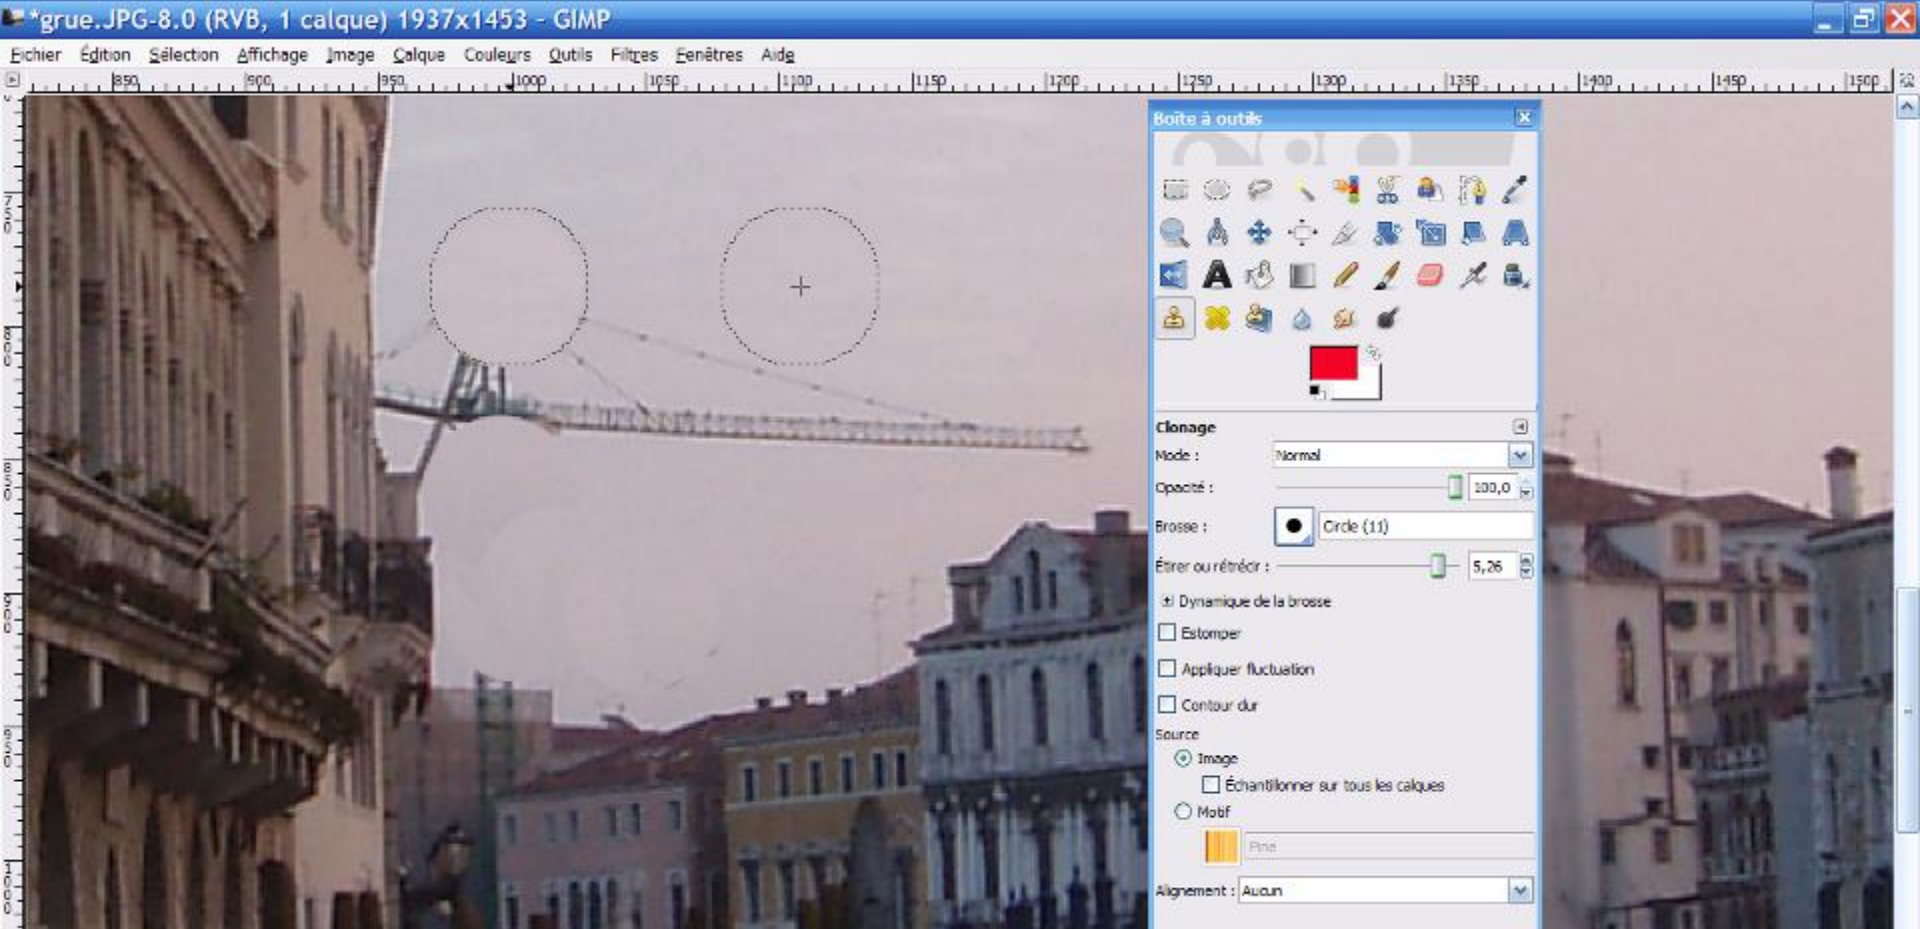 *grue.JPG-8.0 (RVB, 1 calque) 1937x1453 - GIMP
Fichier Édition Sélection Affichage Image Calque Couleurs Outils Filtres Fenêtres Aide
850 900 950 1000 1050 1100 1150 1200 1250 1300 1350 1400 1450 1500
Boîte à outils
Clonage
Mode : Normal
Opacité : 100,0
Brosse : Circle (11)
Étirer ou rétrécir : 5,26
Dynamique de la brosse
Estomper
Appliquer fluctuation
Contour dur
Source
Image
Échantillonner sur tous les calques
Motif
Pine
Alignement : Aucun